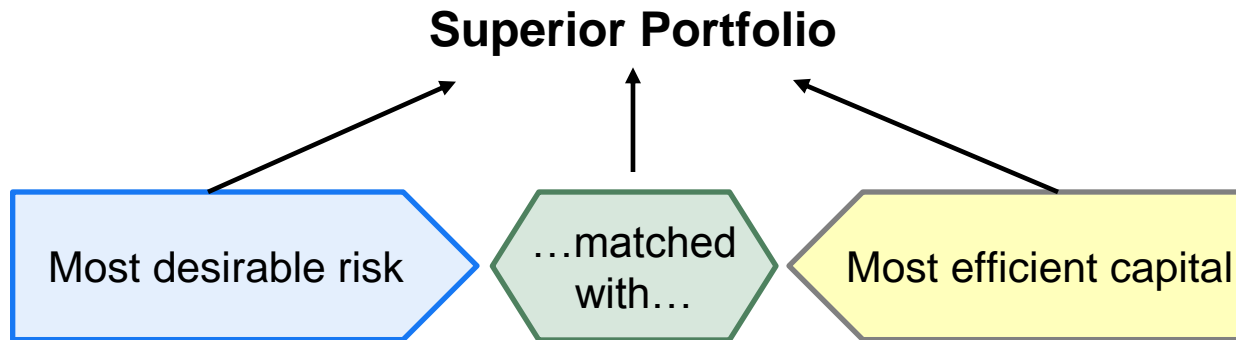 Superior Portfolio
Most desirable risk
…matched
with…
Most efficient capital